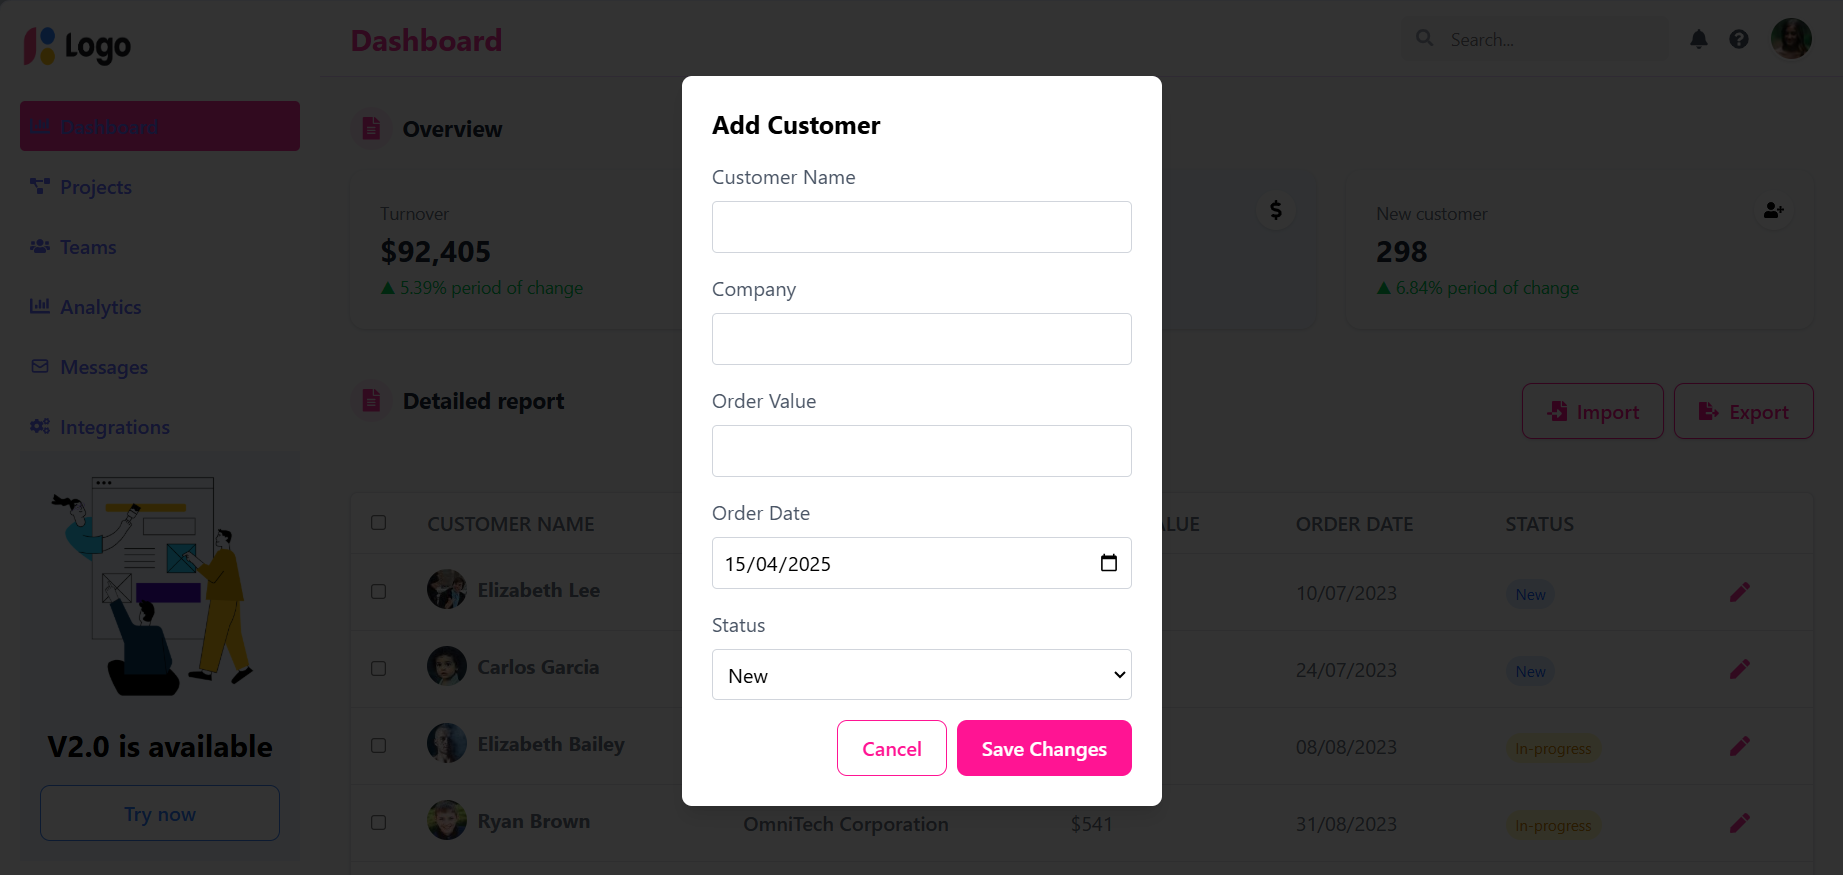 Logo
Dashboard
Search...
Dashboard
Projects
Teams
Analytics
Messages
Integrations
V2.0 is available
Try now
Overview
Turnover
$92,405
▲ 5.39% period of change
$
New customer
298
▲ 6.84% period of change
Detailed report
Import
Export
CUSTOMER NAME ALUE ORDER DATE STATUS
Elizabeth Lee 10/07/2023 New
Carlos Garcia 24/07/2023 New
Elizabeth Bailey 08/08/2023 In-progress
Ryan Brown OmniTech Corporation $541 31/08/2023 In-progress
Add Customer
Customer Name
Company
Order Value
Order Date
15/04/2025
Status
New
Cancel
Save Changes